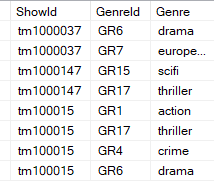 ShowId GenreId Genre
tm1000037 GR6 drama
tm1000037 GR7 europe...
tm1000147 GR15 scifi
tm1000147 GR17 thriller
tm100015 GR1 action
tm100015 GR17 thriller
tm100015 GR4 crime
tm100015 GR6 drama